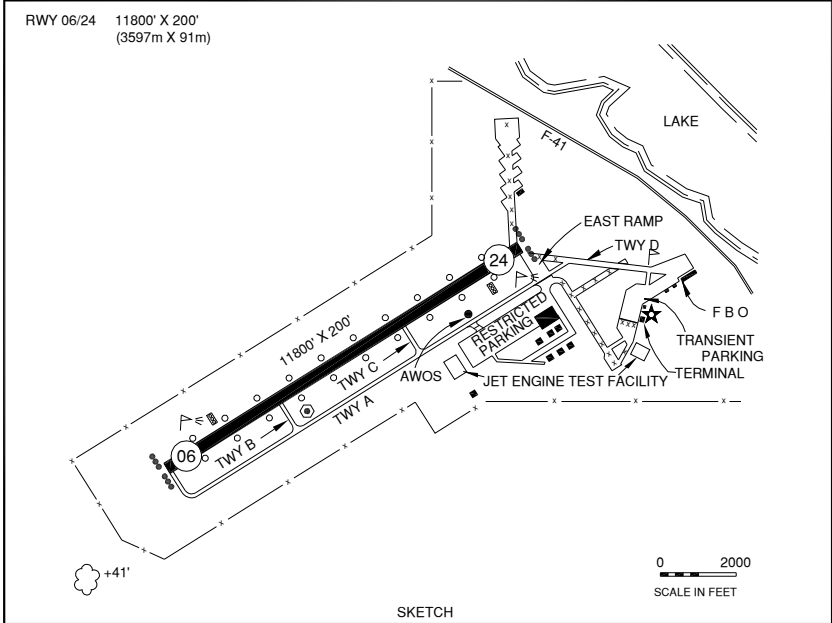 RWY 06/24 11800' X 200'
(3597m X 91m)
LAKE
F-41
EAST RAMP
TWY D
24
F B O
11800' X 200'
RESTRICTED
PARKING
TRANSIENT
PARKING
TERMINAL
TWY C
AWOS
JET ENGINE TEST FACILITY
TWY A
06
TWY B
+41'
0 2000
SCALE IN FEET
SKETCH